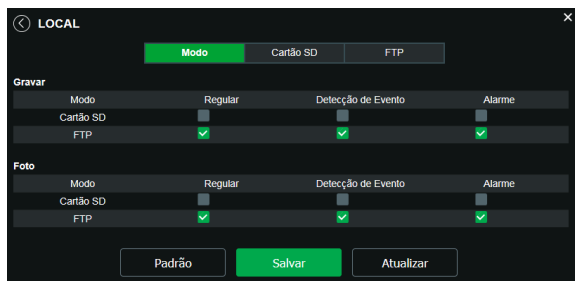 LOCAL
Modo Cartão SD FTP
Gravar
Modo Regular Detecção de Evento Alarme
Cartão SD
FTP
Foto
Modo Regular Detecção de Evento Alarme
Cartão SD
FTP
Padrão Salvar Atualizar